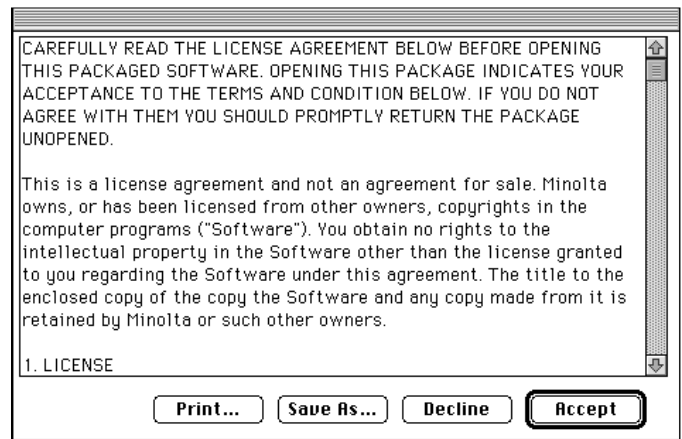 CAREFULLY READ THE LICENSE AGREEMENT BELOW BEFORE OPENING
THIS PACKAGED SOFTWARE. OPENING THIS PACKAGE INDICATES YOUR
ACCEPTANCE TO THE TERMS AND CONDITION BELOW. IF YOU DO NOT
AGREE WITH THEM YOU SHOULD PROMPTLY RETURN THE PACKAGE
UNOPENED.
This is a license agreement and not an agreement for sale. Minolta
owns, or has been licensed from other owners, copyrights in the
computer programs ("Software"). You obtain no rights to the
intellectual property in the Software other than the license granted
to you regarding the Software under this agreement. The title to the
enclosed copy of the copy the Software and any copy made from it is
retained by Minolta or such other owners.
1. LICENSE
Print... Save As... Decline Accept